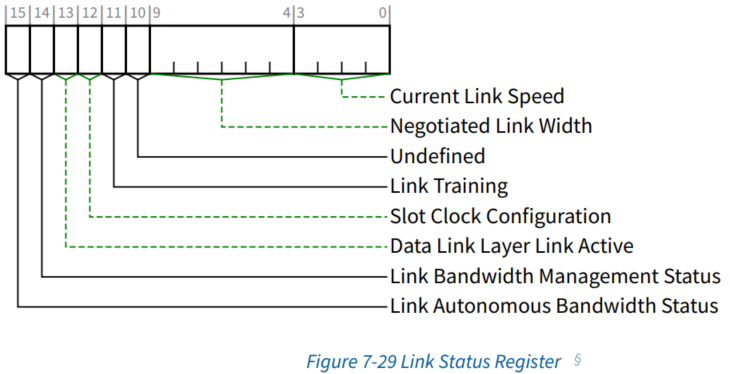 15 14 13 12 11 10 9 4 3 0
Current Link Speed
Negotiated Link Width
Undefined
Link Training
Slot Clock Configuration
Data Link Layer Link Active
Link Bandwidth Management Status
Link Autonomous Bandwidth Status
Figure 7-29 Link Status Register §